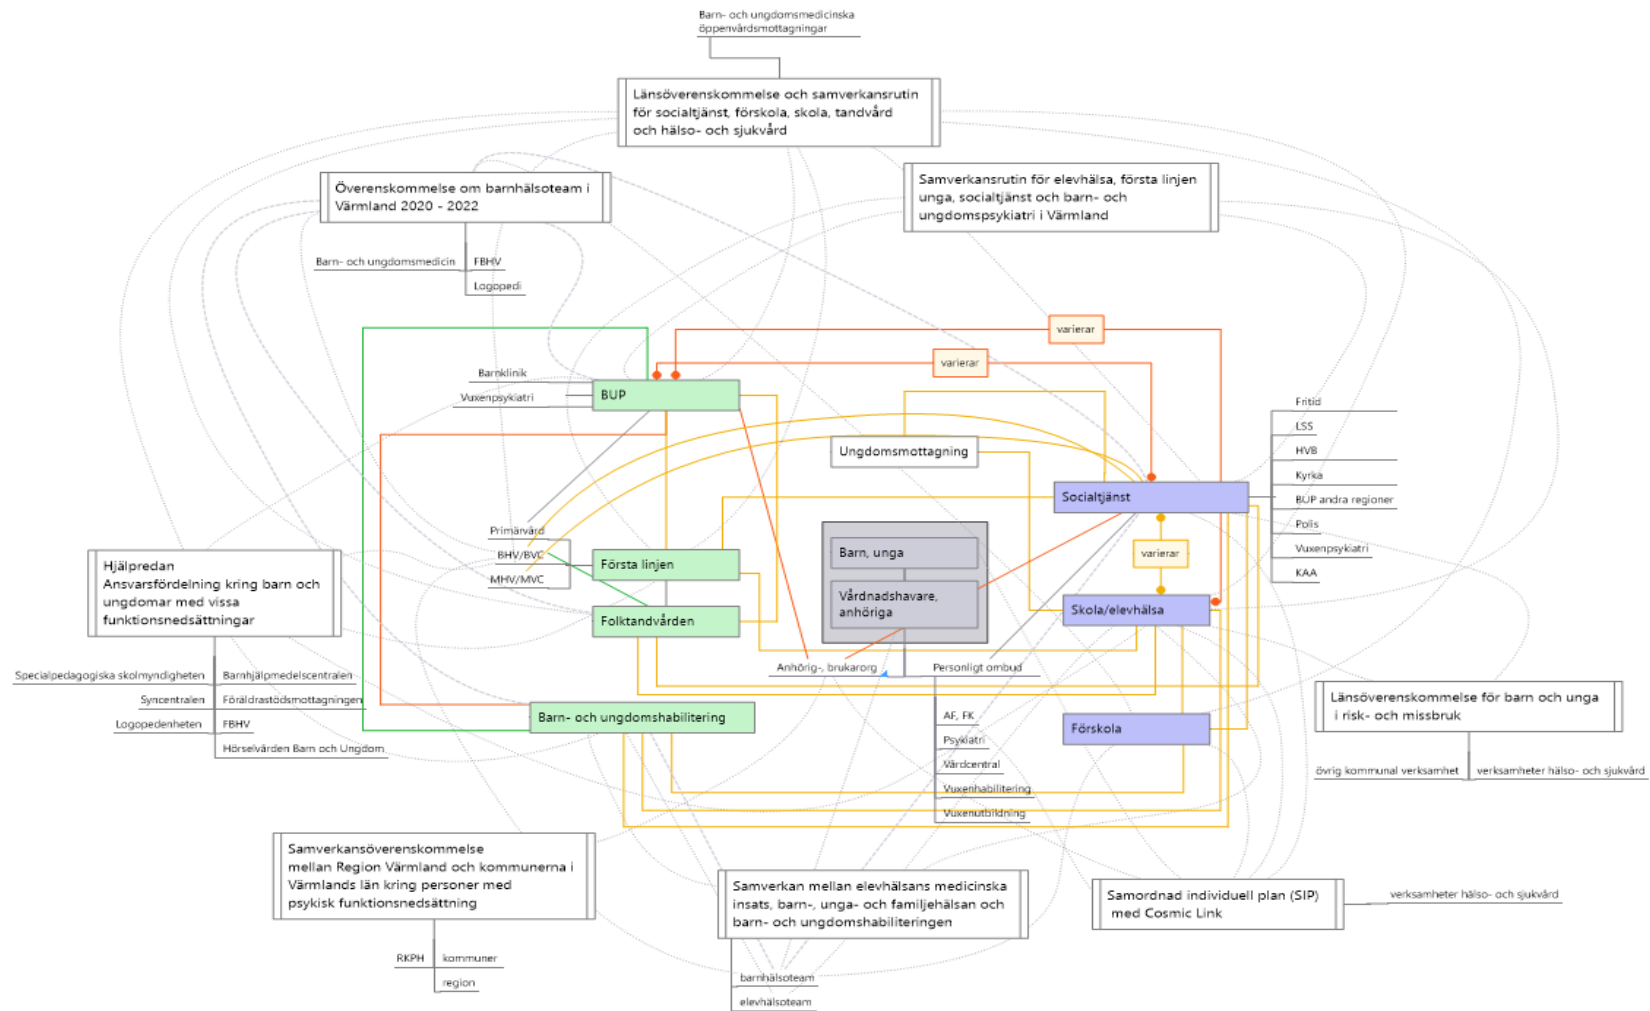 Barn- och ungdomsmedicinska
öppenvårdsmottagningar
Länsöverenskommelse och samverkansrutin
för socialtjänst, förskola, skola, tandvård
och hälso- och sjukvård
Överenskommelse om barnhälsoteam i
Värmland 2020 - 2022
Samverkansrutin för elevhälsa, första linjen
unga, socialtjänst och barn- och
ungdomspsykiatri i Värmland
Barn- och ungdomsmedicin
FBHV
Logopedi
varierar
varierar
Barnklinik
Vuxenpsykiatri
BUP
Ungdomsmottagning
Socialtjänst
Fritid
LSS
HVB
Kyrka
BUP andra regioner
Polis
Vuxenpsykiatri
KAA
Primärvård
BHV/BVC
MHV/MVC
Första linjen
Folktandvården
Barn, unga
Vårdnadshavare,
anhöriga
varierar
Skola/elevhälsa
Hjälpredan
Ansvarsfördelning kring barn och
ungdomar med vissa
funktionsnedsättningar
Specialpedagogiska skolmyndigheten
Barnhjälpmedelscentralen
Syncentralen
Föräldrastödsmottagningen
Logopedenheten
FBHV
Hörselvården Barn och Ungdom
Anhörig-, brukarorg
Personligt ombud
AF, FK
Psykiatri
Vårdcentral
Vuxenhabilitering
Vuxenutbildning
Barn- och ungdomshabilitering
Förskola
Länsöverenskommelse för barn och unga
i risk- och missbruk
övrig kommunal verksamhet
verksamheter hälso- och sjukvård
Samverkansöverenskommelse
mellan Region Värmland och kommunerna i
Värmlands län kring personer med
psykisk funktionsnedsättning
RKPH
kommuner
region
Samverkan mellan elevhälsans medicinska
insats, barn-, unga- och familjehälsan och
barn- och ungdomshabiliteringen
barnhälsoteam
elevhälsoteam
Samordnad individuell plan (SIP)
med Cosmic Link
verksamheter hälso- och sjukvård